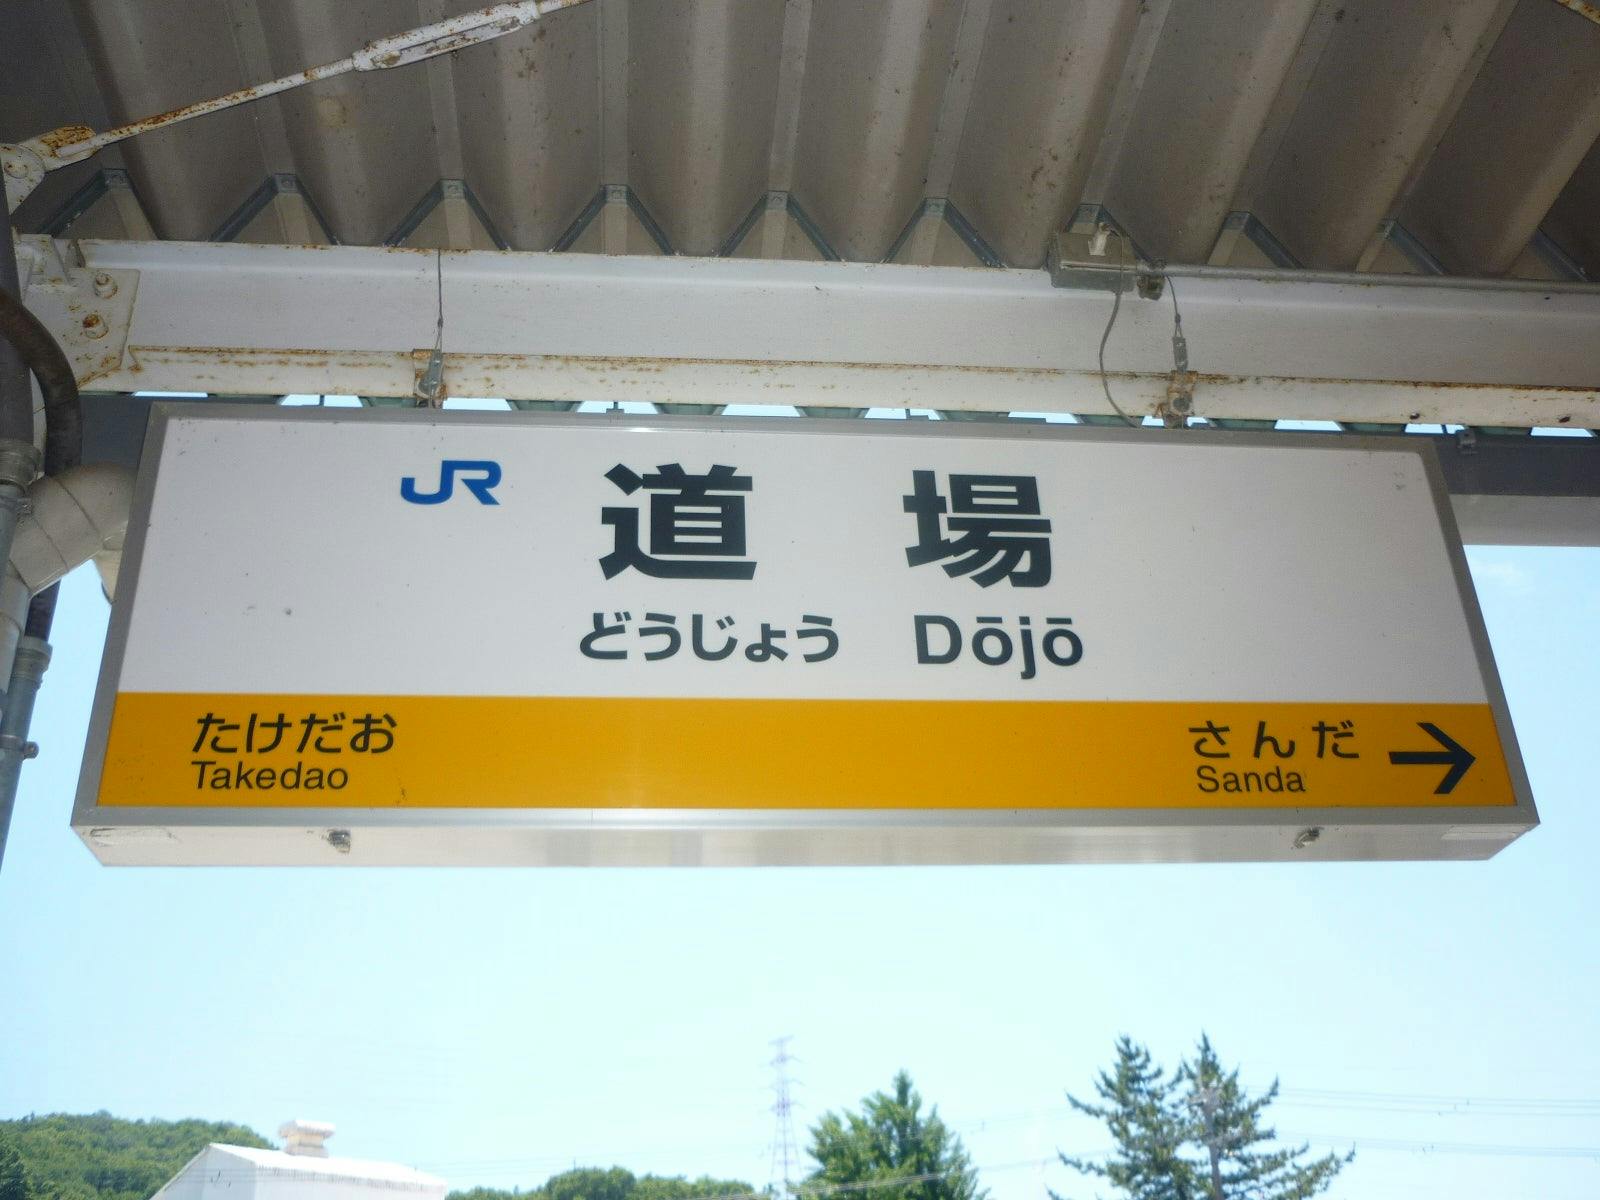 JR 道場
どうじょう Dōjō
たけだお さんだ →
Takedao Sanda